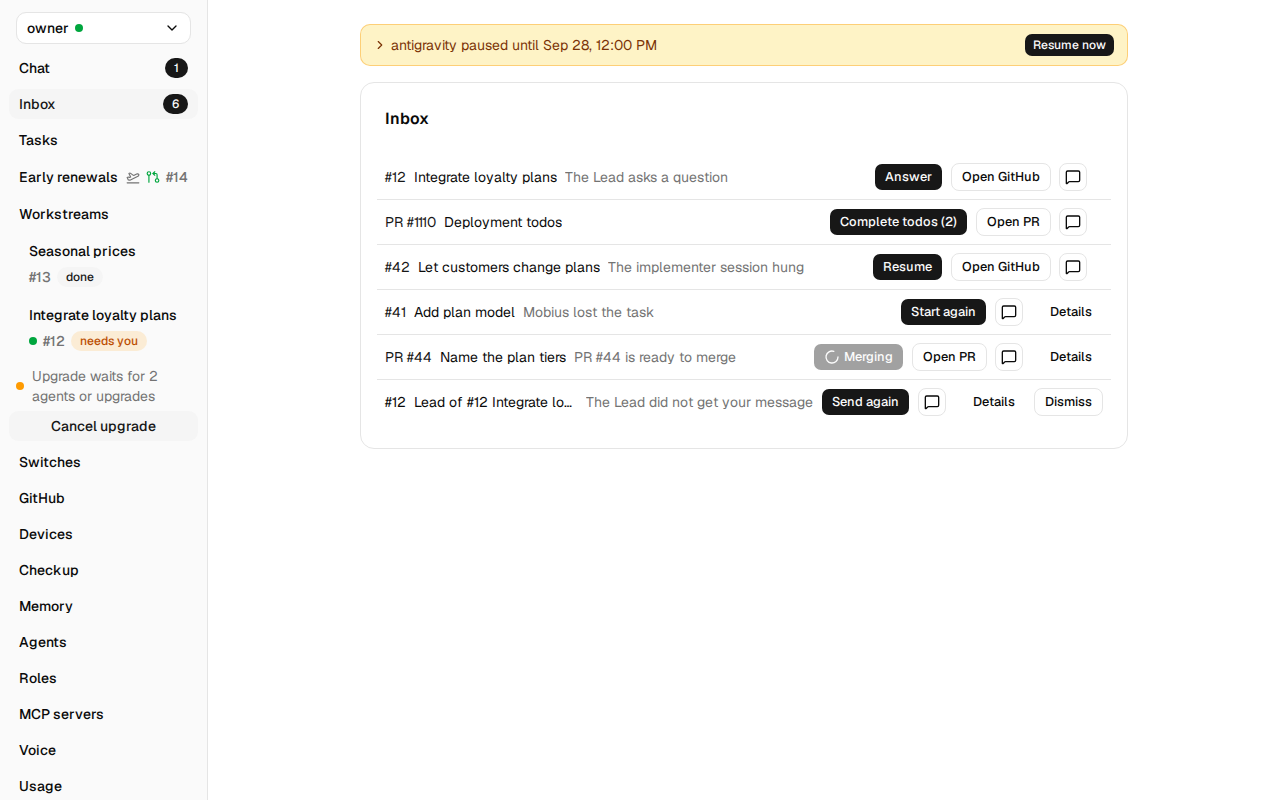 owner
Chat 1
Inbox 6
Tasks
Early renewals #14
Workstreams
Seasonal prices
#13 done
Integrate loyalty plans
#12 needs you
Upgrade waits for 2
agents or upgrades
Cancel upgrade
Switches
GitHub
Devices
Checkup
Memory
Agents
Roles
MCP servers
Voice
Usage
antigravity paused until Sep 28, 12:00 PM Resume now
Inbox
#12 Integrate loyalty plans The Lead asks a question Answer Open GitHub
PR #1110 Deployment todos Complete todos (2) Open PR
#42 Let customers change plans The implementer session hung Resume Open GitHub
#41 Add plan model Mobius lost the task Start again Details
PR #44 Name the plan tiers PR #44 is ready to merge Merging Open PR Details
#12 Lead of #12 Integrate lo... The Lead did not get your message Send again Details Dismiss